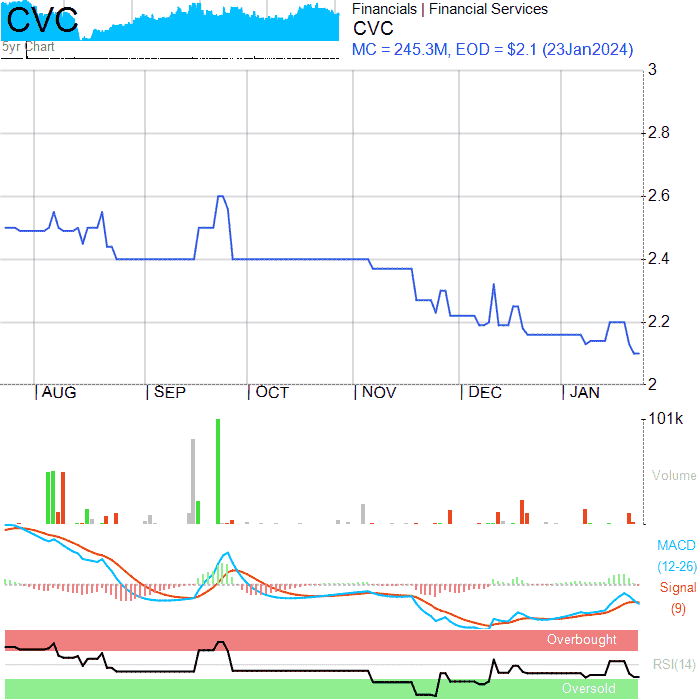 CVC
5yr Chart
Financials | Financial Services
CVC
MC = 245.3M, EOD = $2.1 (23Jan2024)
3
2.8
2.6
2.4
2.2
2
AUG SEP OCT NOV DEC JAN
101k
Volume
MACD
(12-26)
Signal
(9)
Overbought
RSI(14)
Oversold